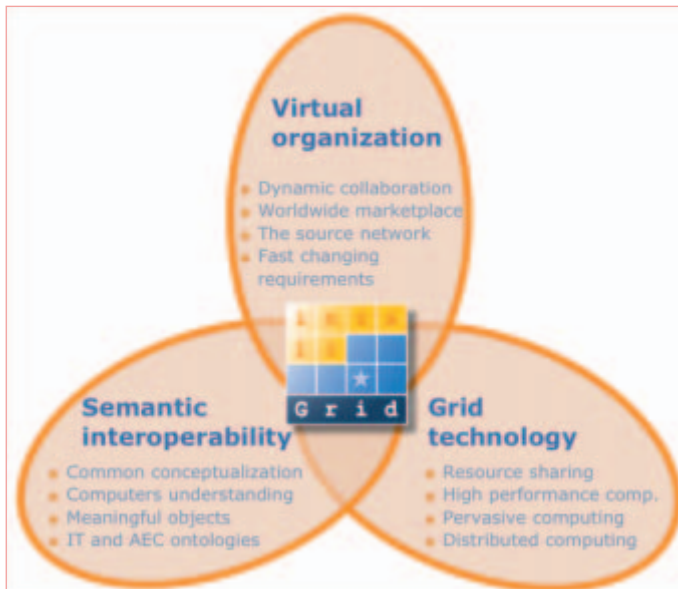 Virtual
organization
Dynamic collaboration
Worldwide marketplace
The source network
Fast changing
requirements
Grid
Semantic
interoperability
Common conceptualization
Computers understanding
Meaningful objects
IT and AEC ontologies
Grid
technology
Resource sharing
High performance comp.
Pervasive computing
Distributed computing